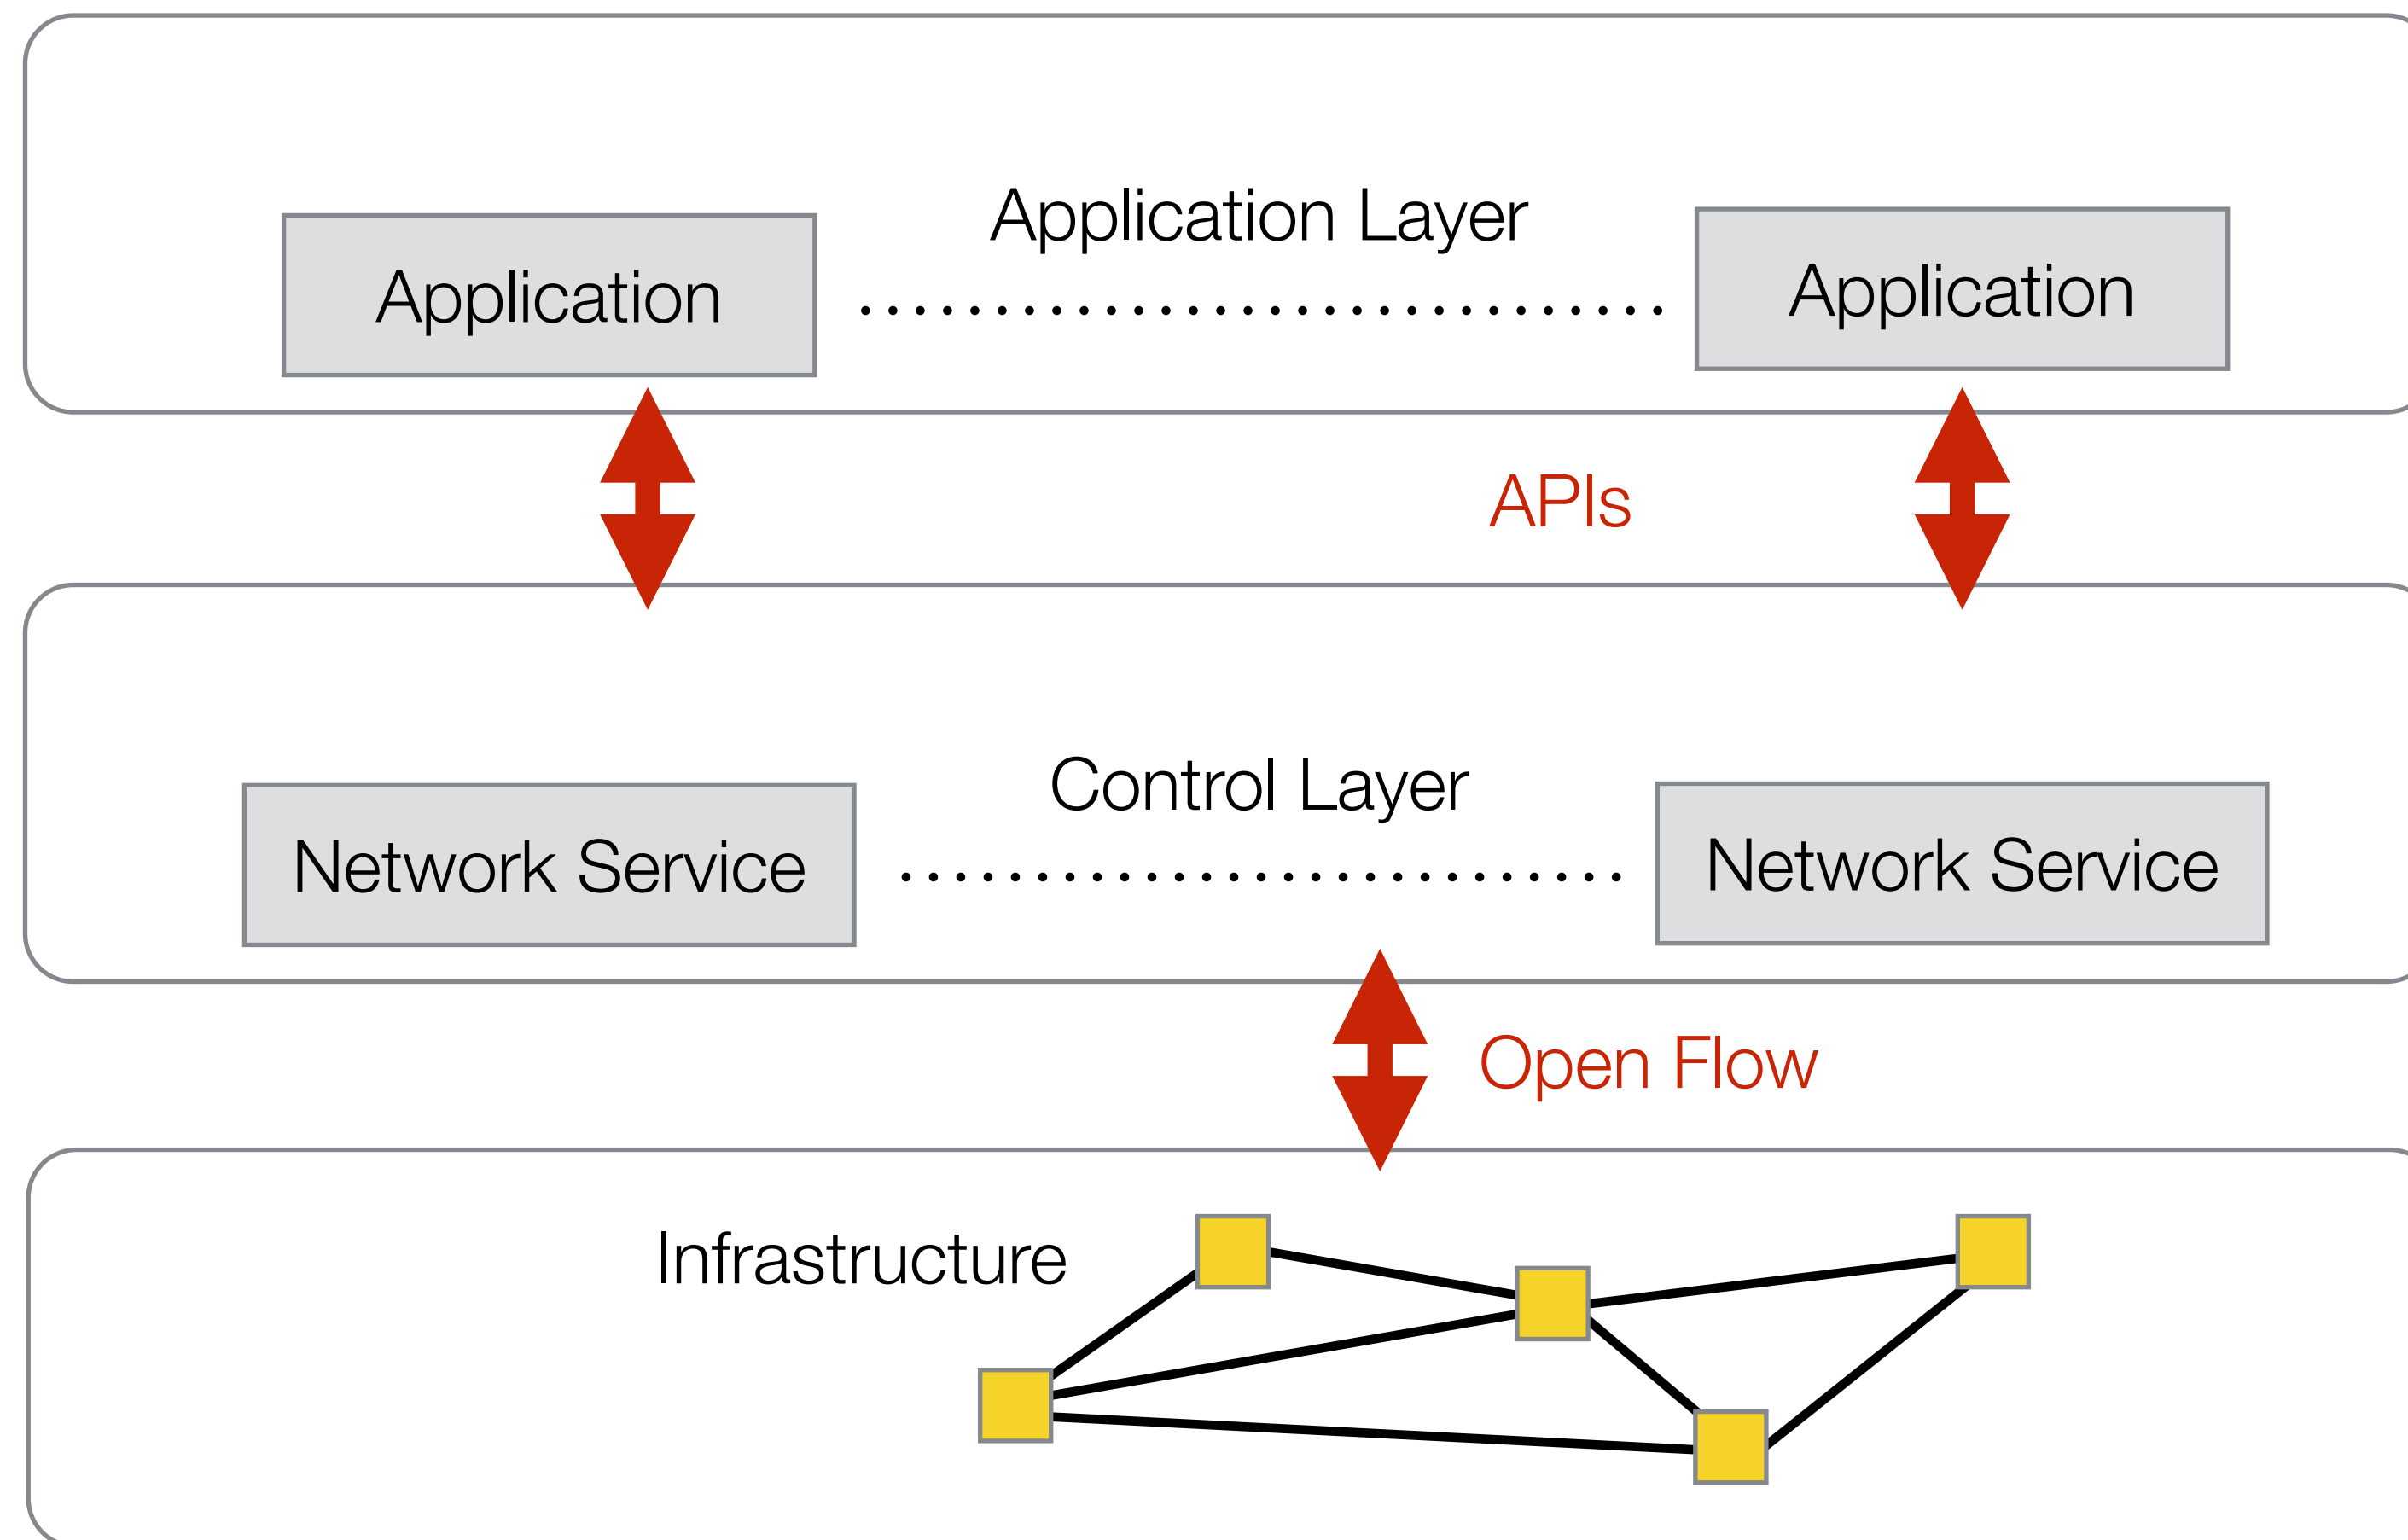 Application Layer
Application
Application
APIs
Control Layer
Network Service
Network Service
Open Flow
Infrastructure